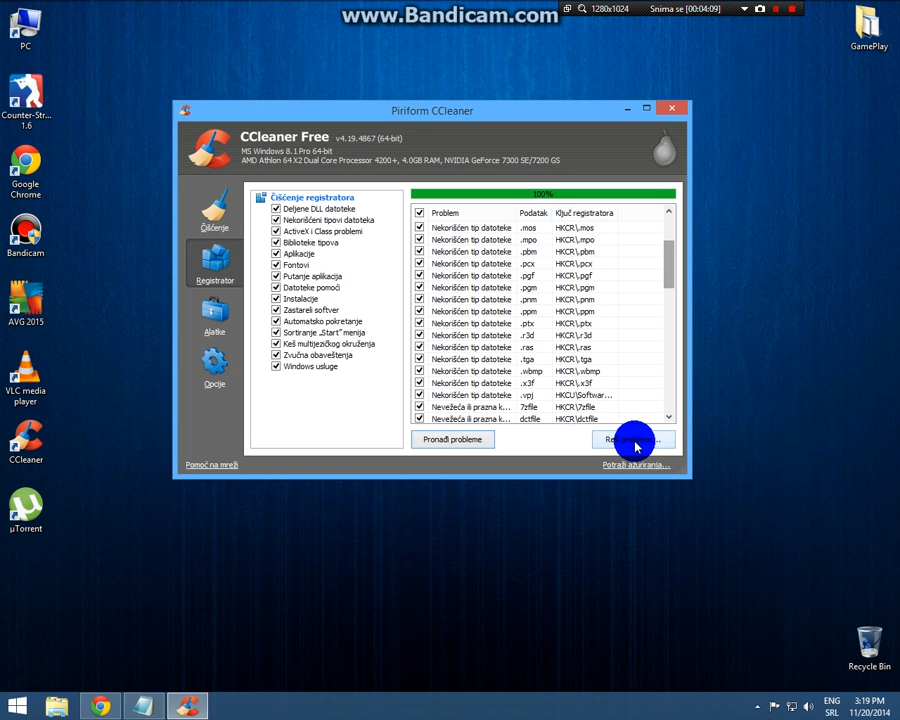 www.Bandicam.com
1280x1024 Snima se [00:04:09]
PC
Counter-Str...
1.6
Google
Chrome
Bandicam
AVG 2015
VLC media
player
CCleaner
µTorrent
GamePlay
Recycle Bin
Piriform CCleaner
CCleaner Free v4.19.4867 (64-bit)
MS Windows 8.1 Pro 64-bit
AMD Athlon 64 X2 Dual Core Processor 4200+, 4.0GB RAM, NVIDIA GeForce 7300 SE/7200 GS
Čišćenje
Registrator
Alatke
Opcije
Čišćenje registratora
Deljene DLL datoteke
Nekorišćeni tipovi datoteka
ActiveX i Class problemi
Biblioteke tipova
Aplikacije
Fontovi
Putanje aplikacija
Datoteke pomoći
Instalacije
Zastareli softver
Automatsko pokretanje
Sortiranje „Start” menija
Keš multijezičkog okruženja
Zvučna obaveštenja
Windows usluge
100%
Problem Podatak Ključ registratora
Nekorišćen tip datoteke .mos HKCR\.mos
Nekorišćen tip datoteke .mpo HKCR\.mpo
Nekorišćen tip datoteke .pbm HKCR\.pbm
Nekorišćen tip datoteke .pcx HKCR\.pcx
Nekorišćen tip datoteke .pgf HKCR\.pgf
Nekorišćen tip datoteke .pgm HKCR\.pgm
Nekorišćen tip datoteke .pnm HKCR\.pnm
Nekorišćen tip datoteke .ppm HKCR\.ppm
Nekorišćen tip datoteke .ptx HKCR\.ptx
Nekorišćen tip datoteke .r3d HKCR\.r3d
Nekorišćen tip datoteke .ras HKCR\.ras
Nekorišćen tip datoteke .tga HKCR\.tga
Nekorišćen tip datoteke .wbmp HKCR\.wbmp
Nekorišćen tip datoteke .x3f HKCR\.x3f
Nekorišćen tip datoteke .vpj HKCU\Softwar...
Nevežeća ili prazna k... 7zfile HKCR\7zfile
Nevežeća ili prazna k... dctfile HKCR\dctfile
Pronađi probleme
Pomoć na mreži
Potraži ažuriranja...
ENG
SRL
3:19 PM
11/20/2014